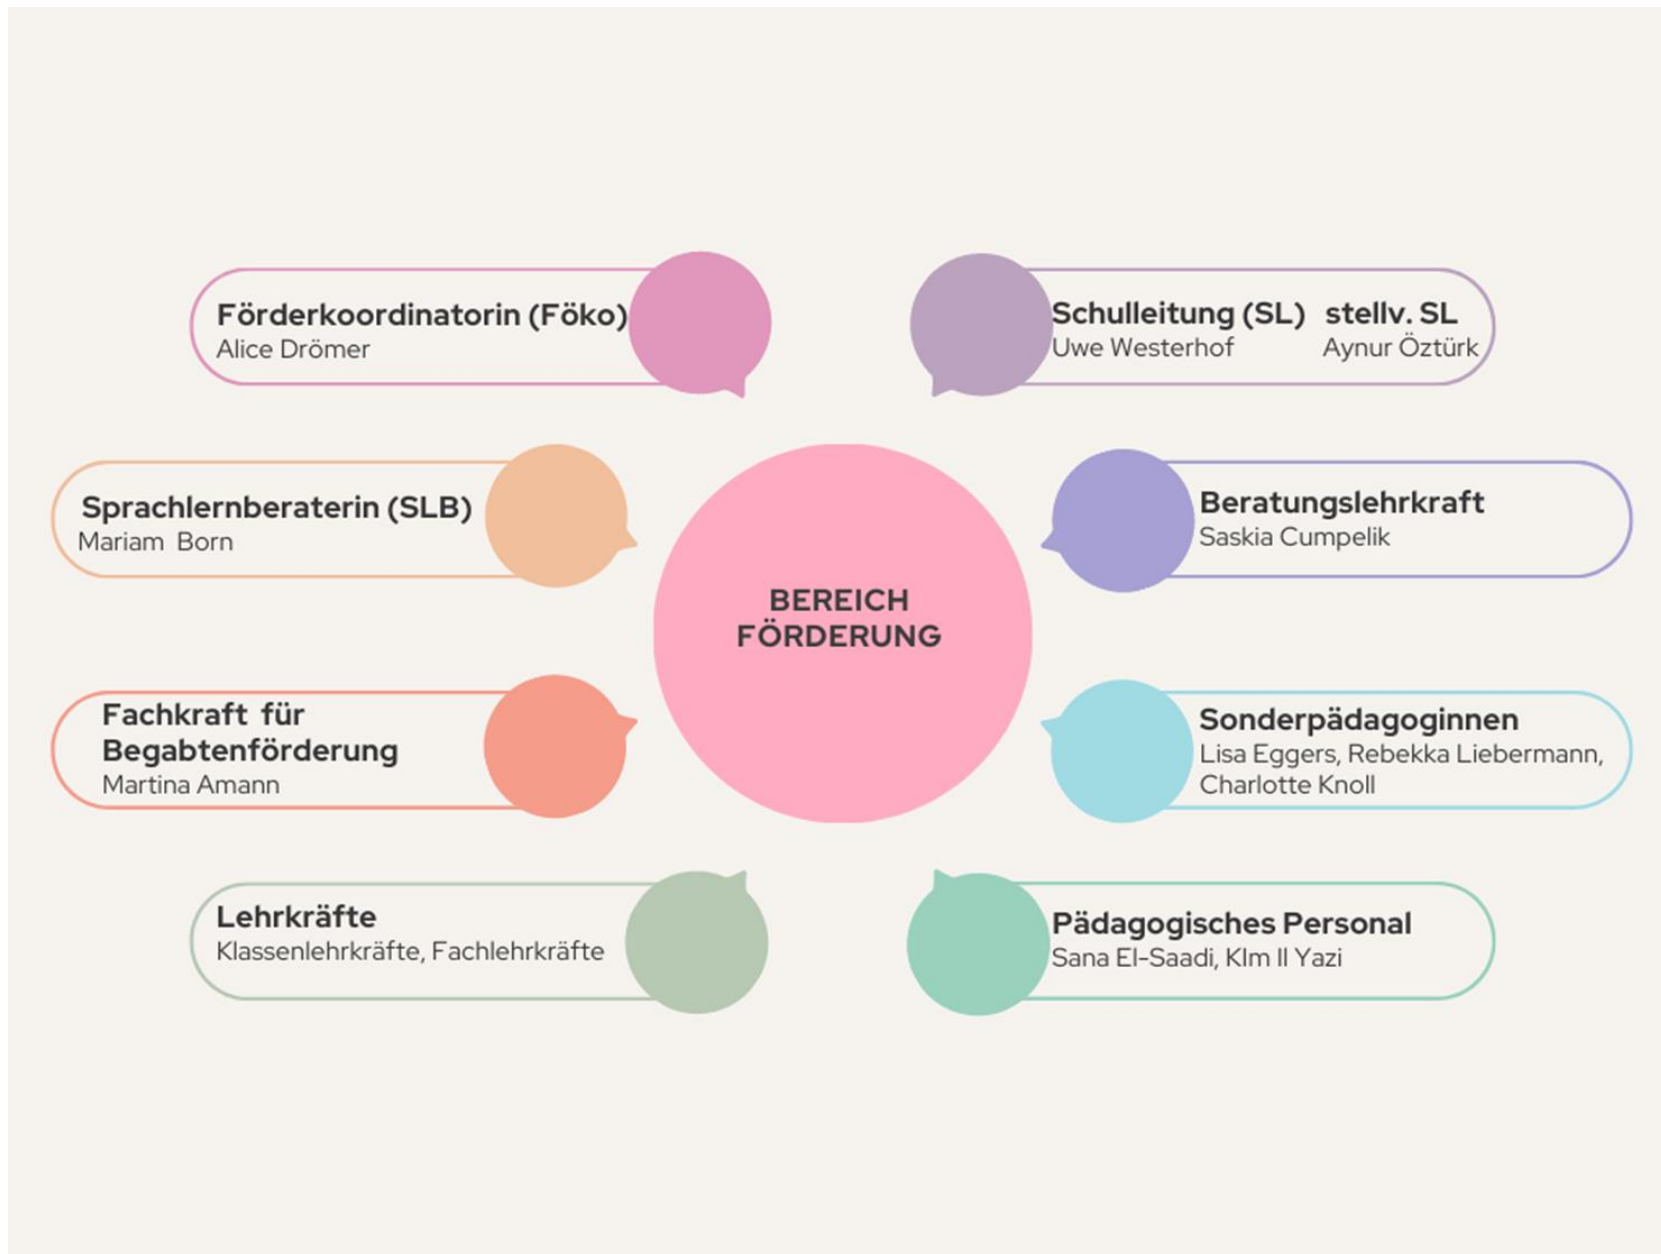 Förderkoordinatorin (Föko)
Alice Drömer
Schulleitung (SL) stellv. SL
Uwe Westerhof Aynur Öztürk
Sprachlernberaterin (SLB)
Mariam Born
Beratungslehrkraft
Saskia Cumpelik
BEREICH
FÖRDERUNG
Fachkraft für
Begabtenförderung
Martina Amann
Sonderpädagoginnen
Lisa Eggers, Rebekka Liebermann,
Charlotte Knoll
Lehrkräfte
Klassenlehrkräfte, Fachlehrkräfte
Pädagogisches Personal
Sana El-Saadi, KIm Il Yazi